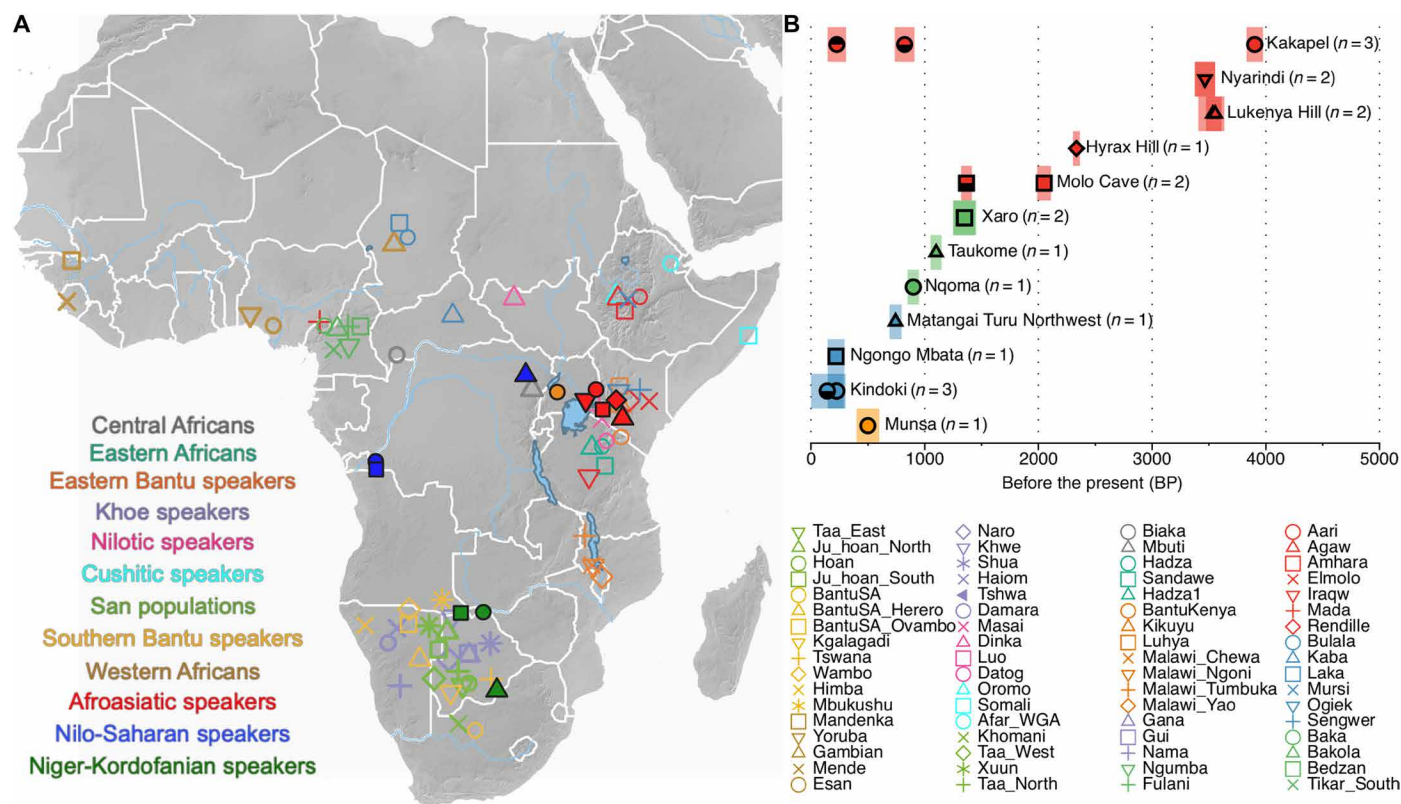 A
Central Africans
Eastern Africans
Eastern Bantu speakers
Khoe speakers
Nilotic speakers
Cushitic speakers
San populations
Southern Bantu speakers
Western Africans
Afroasiatic speakers
Nilo-Saharan speakers
Niger-Kordofanian speakers
B
Kakapel (n = 3)
Nyarindi (n = 2)
Lukenya Hill (n = 2)
Hyrax Hill (n = 1)
Molo Cave (n = 2)
Xaro (n = 2)
Taukome (n = 1)
Nqoma (n = 1)
Matangai Turu Northwest (n = 1)
Ngongo Mbata (n = 1)
Kindoki (n = 3)
Munsa (n = 1)
0 1000 2000 3000 4000 5000
Before the present (BP)
Taa_East
Ju_hoan_North
Hoan
Ju_hoan_South
BantuSA
BantuSA_Herero
BantuSA_Ovambo
Kgalagadi
Tswana
Wambo
Himba
Mbukushu
Mandenka
Yoruba
Gambian
Mende
Esan
Naro
Khwe
Shua
Haiom
Tshwa
Damara
Masai
Dinka
Luo
Datog
Oromo
Somali
Afar_WGA
Khomani
Taa_West
Xuun
Taa_North
Biaka
Mbuti
Hadza
Sandawe
Hadza1
BantuKenya
Kikuyu
Luhya
Malawi_Chewa
Malawi_Ngoni
Malawi_Tumbuka
Malawi_Yao
Gana
Gui
Nama
Ngumba
Fulani
Aari
Agaw
Amhara
Elmolo
Iraqw
Mada
Rendille
Bulala
Kaba
Laka
Mursi
Ogiek
Sengwer
Baka
Bakola
Bedzan
Tikar_South